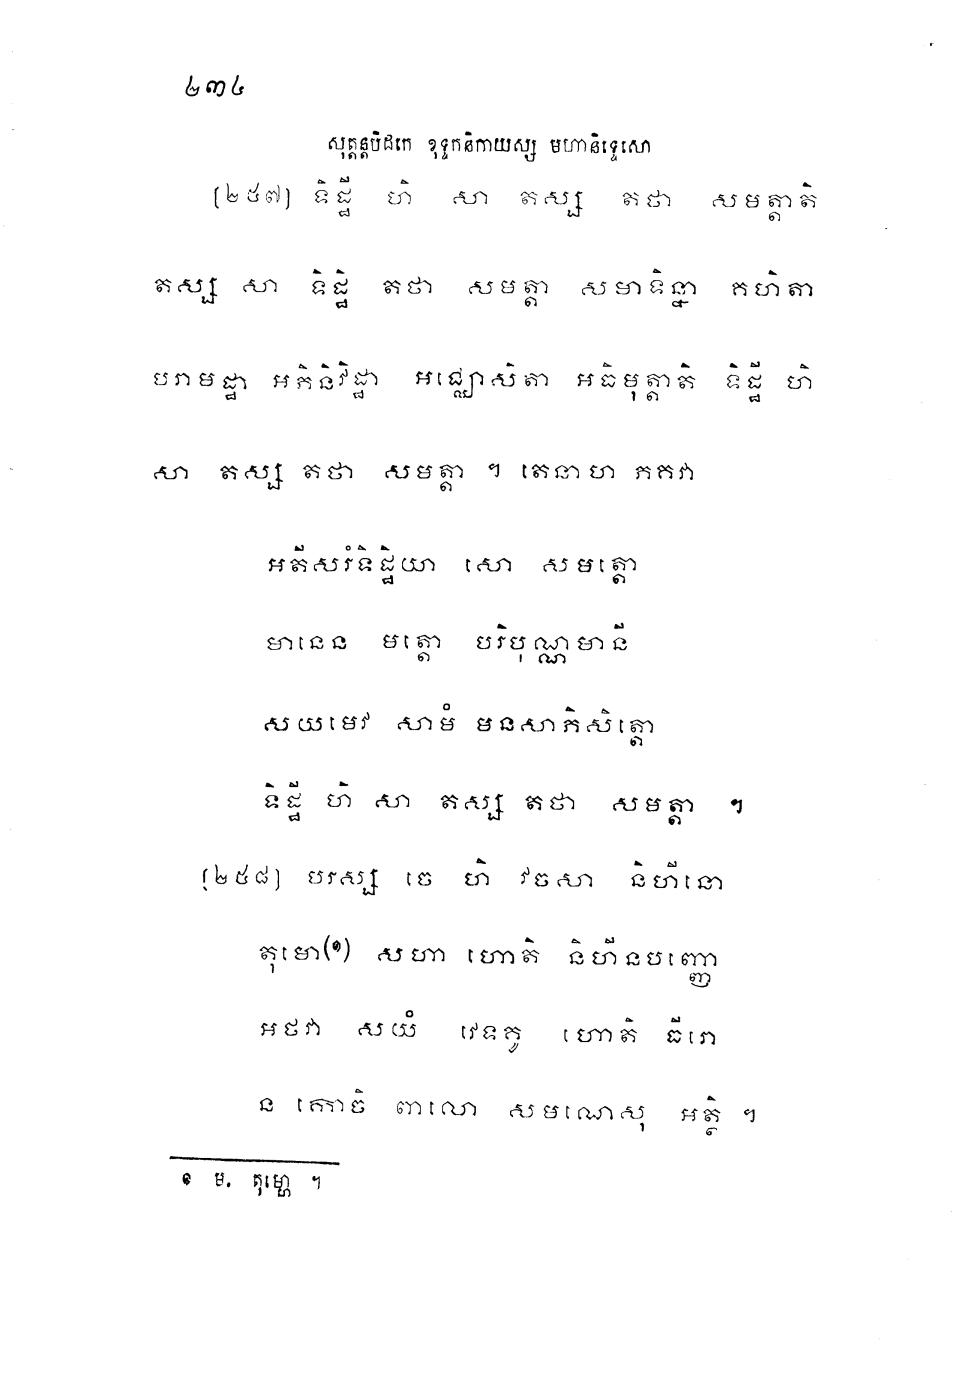 ២៣៤
សុត្តន្តបិដកេ ខុទ្ទកនិកាយស្ស មហានិទ្ទេសោ
(២៥៧) ទិដ្ឋី ហិ សា តស្ស តថា សមត្តាតិ
តស្ស សា ទិដ្ឋិ តថា សមត្តា សមាទិន្នា គហិតា
បរាមដ្ឋា អភិនិវិដ្ឋា អជ្ឈោសិតា អធិមុត្តាតិ ទិដ្ឋី ហិ
សា តស្ស តថា សមត្តា ។ តេនាហ ភគវា
អតីសរំទិដ្ឋិយា សោ សមត្តោ
មានេន មត្តោ បរិបុណ្ណមានី
សយមេវ សាមំ មនសាភិសិត្តោ
ទិដ្ឋី ហិ សា តស្ស តថា សមត្តា ។
(២៥៨) បរស្ស ចេ ហិ វចសា និហីនោ
តុមោ(១) សហា ហោតិ និហីនបញ្ញោ
អថវា សយំ វេទគូ ហោតិ ធីរោ
ន កោចិ ពាលោ សមណេសុ អត្ថិ ។
១ ម. តុម្ហេ ។